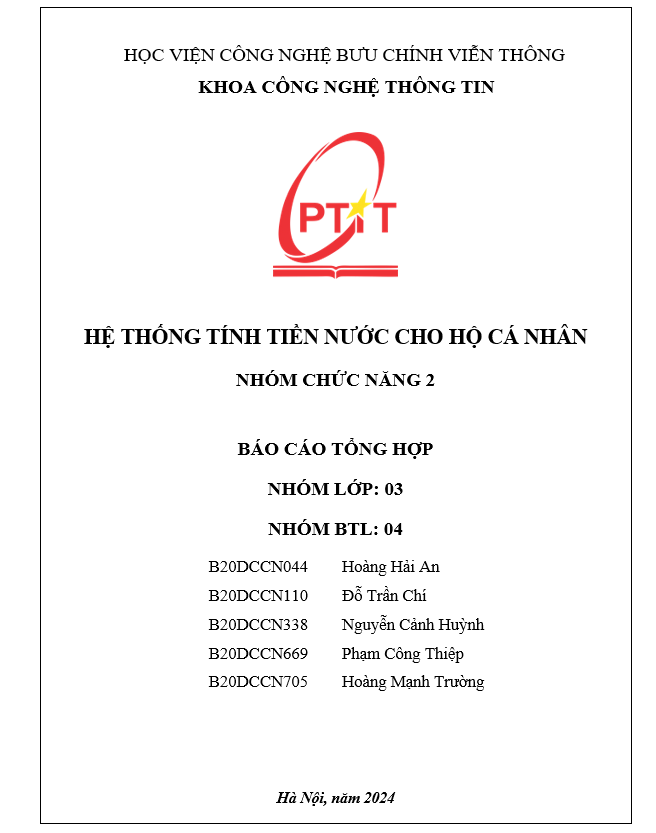 HỌC VIỆN CÔNG NGHỆ BƯU CHÍNH VIỄN THÔNG
KHOA CÔNG NGHỆ THÔNG TIN
PTIT
HỆ THỐNG TÍNH TIỀN NƯỚC CHO HỘ CÁ NHÂN
NHÓM CHỨC NĂNG 2
BÁO CÁO TỔNG HỢP
NHÓM LỚP: 03
NHÓM BTL: 04
B20DCCN044 Hoàng Hải An
B20DCCN110 Đỗ Trần Chí
B20DCCN338 Nguyễn Cảnh Huỳnh
B20DCCN669 Phạm Công Thiệp
B20DCCN705 Hoàng Mạnh Trường
Hà Nội, năm 2024